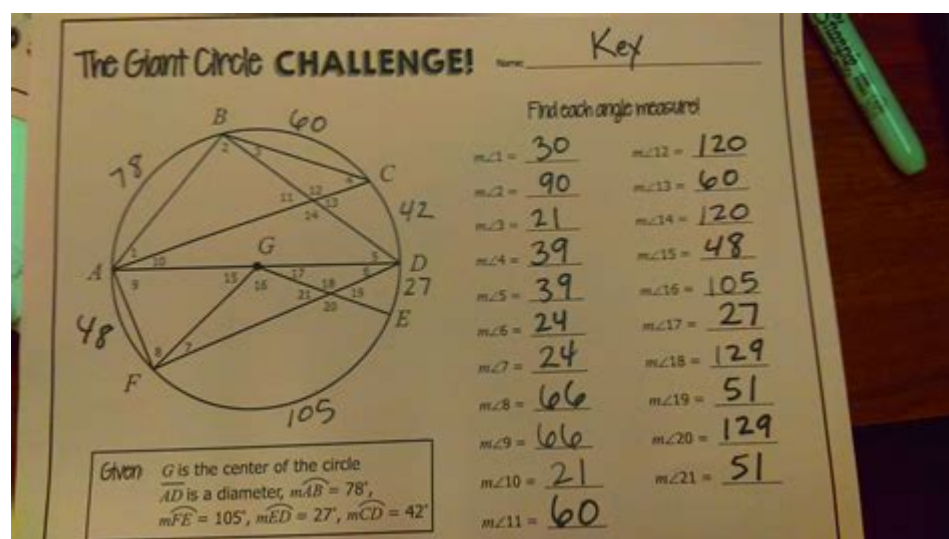 The Giant Circle CHALLENGE!
Name: Key
Sharpie
Find each angle measure!
B
60
78
2
3
4
C
11
12
13
14
42
1
10
G
5
A
D
9
15
16
17
18
6
19
21
20
27
E
48
8
7
F
105
m∠1 = 30
m∠2 = 90
m∠3 = 21
m∠4 = 39
m∠5 = 39
m∠6 = 24
m∠7 = 24
m∠8 = 66
m∠9 = 66
m∠10 = 21
m∠11 = 60
m∠12 = 120
m∠13 = 60
m∠14 = 120
m∠15 = 48
m∠16 = 105
m∠17 = 27
m∠18 = 129
m∠19 = 51
m∠20 = 129
m∠21 = 51
Given G is the center of the circle
AD is a diameter, mAB = 78°,
mFE = 105°, mED = 27°, mCD = 42°